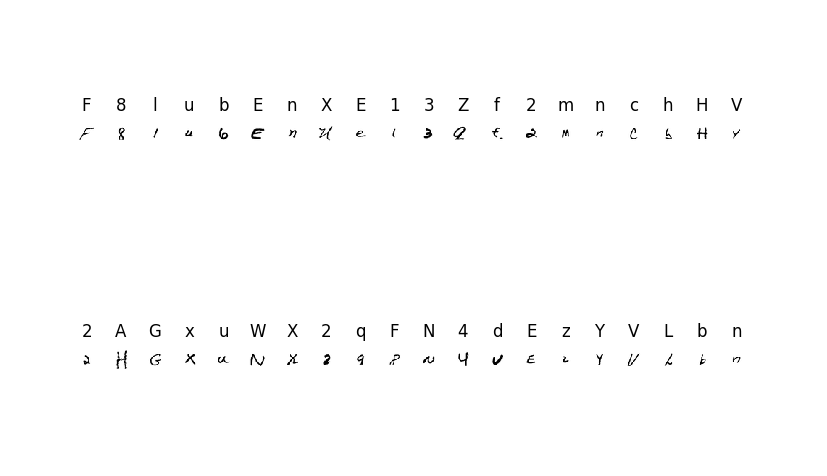 F 8 l u b E n X E 1 3 Z f 2 m n c h H V
F 8 1 u 6 E n H e 1 3 Q t 2 M n C b H Y
2 A G x u W X 2 q F N 4 d E z Y V L b n
2 H G X u N X 2 9 P N 4 U E z Y V L b n